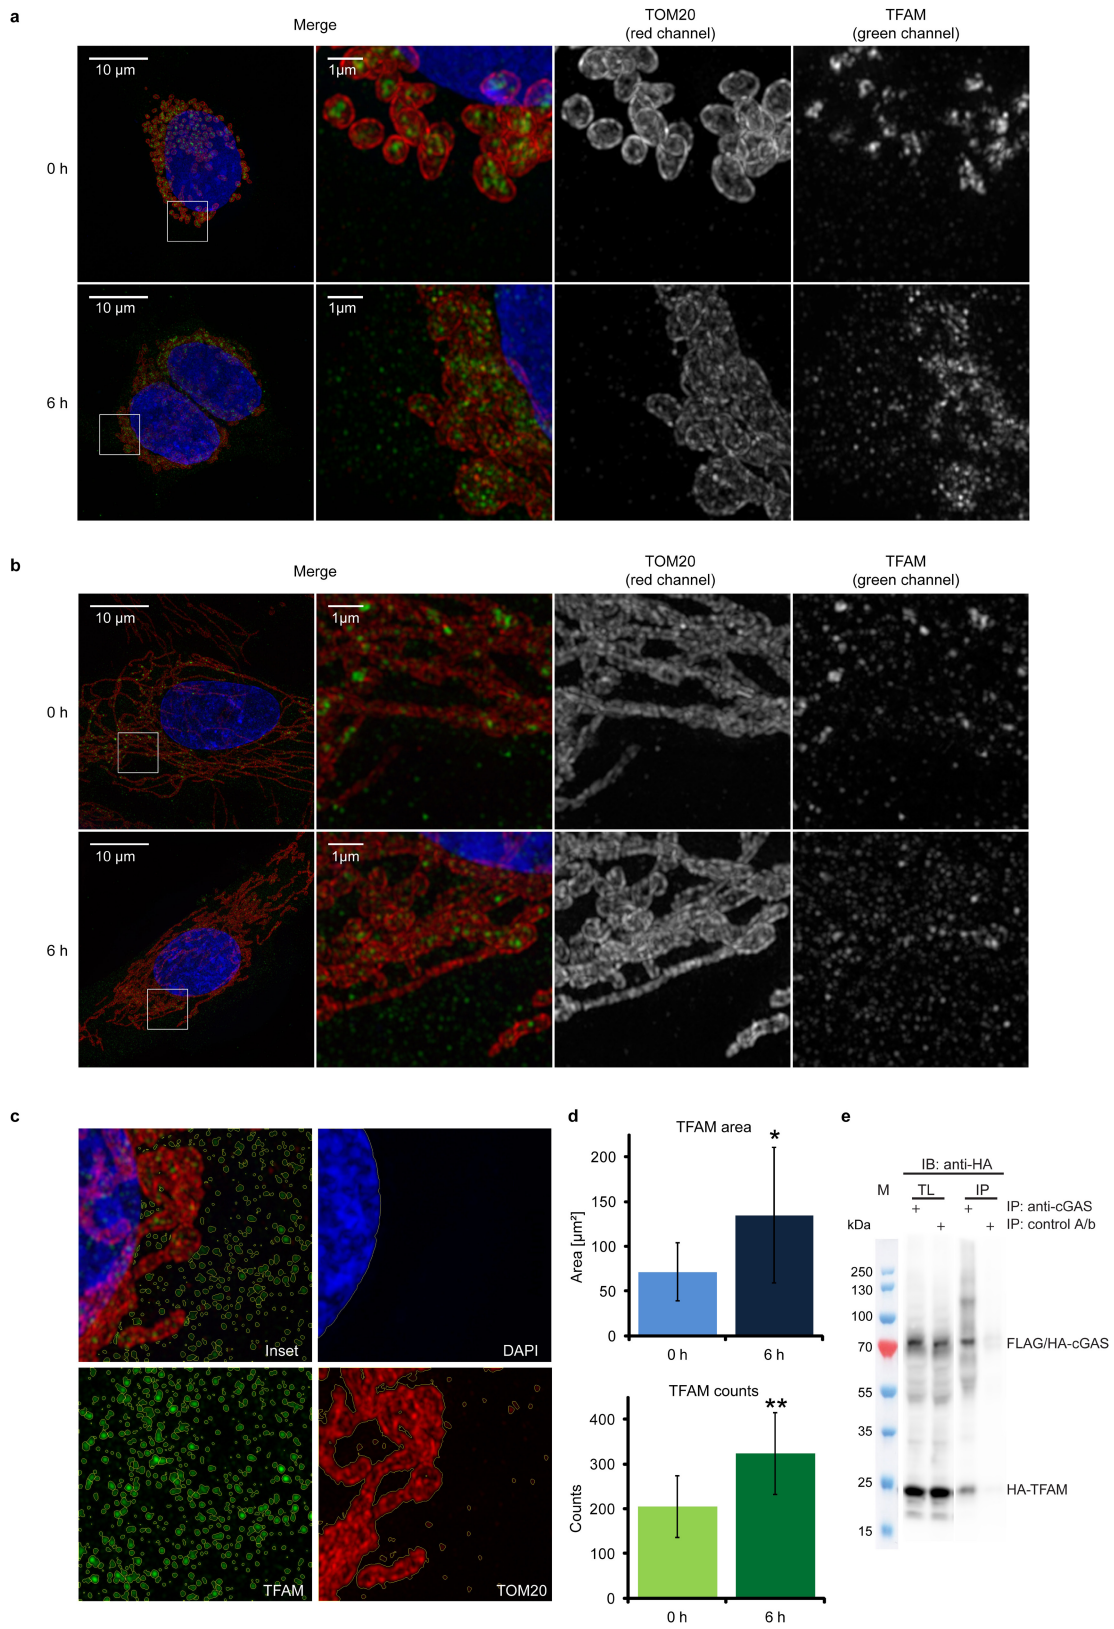 a
Merge
TOM20
(red channel)
TFAM
(green channel)
0 h
10 µm
1µm
6 h
10 µm
1µm
b
Merge
TOM20
(red channel)
TFAM
(green channel)
0 h
10 µm
1µm
6 h
10 µm
1µm
c
Inset
DAPI
TFAM
TOM20
d
TFAM area
*
Area [µm²]
200
150
100
50
0
0 h
6 h
TFAM counts
**
Counts
400
300
200
100
0
0 h
6 h
e
IB: anti-HA
M
TL
IP
+
+
IP: anti-cGAS
kDa
+
+
IP: control A/b
250
130
100
70
FLAG/HA-cGAS
55
35
25
HA-TFAM
15